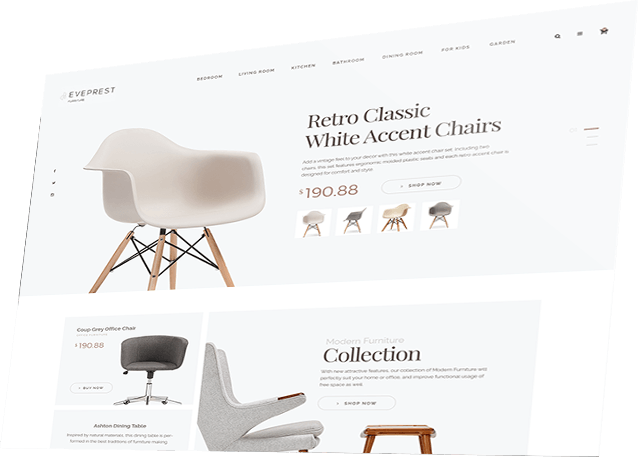 BEDROOM LIVING ROOM KITCHEN BATHROOM DINING ROOM FOR KIDS GARDEN
EVEPREST
Retro Classic
White Accent Chairs
Add a vintage feel to your decor with this white accent chair set. Including two
chairs, this set features ergonomic, molded plastic seats and each retro accent chair is
designed for comfort and style.
$190.88
SHOP NOW
Coup Grey Office Chair
$190.88
BUY NOW
Ashton Dining Table
Inspired by natural materials, this dining table is per-
formed in the best traditions of furniture making.
Modern Furniture
Collection
With new attractive features, our collection of Modern Furniture will
perfectly suit your home or office, and improve functional usage of
free space as well.
SHOP NOW